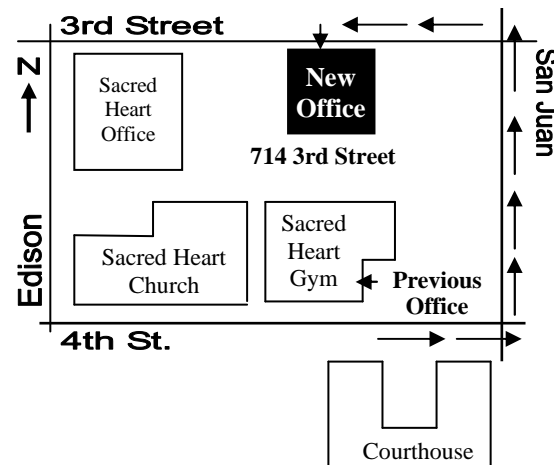 3rd Street
Z
San Juan
Sacred
Heart
Office
New
Office
714 3rd Street
Edison
Sacred Heart
Church
Sacred
Heart
Gym
Previous
Office
4th St.
Courthouse